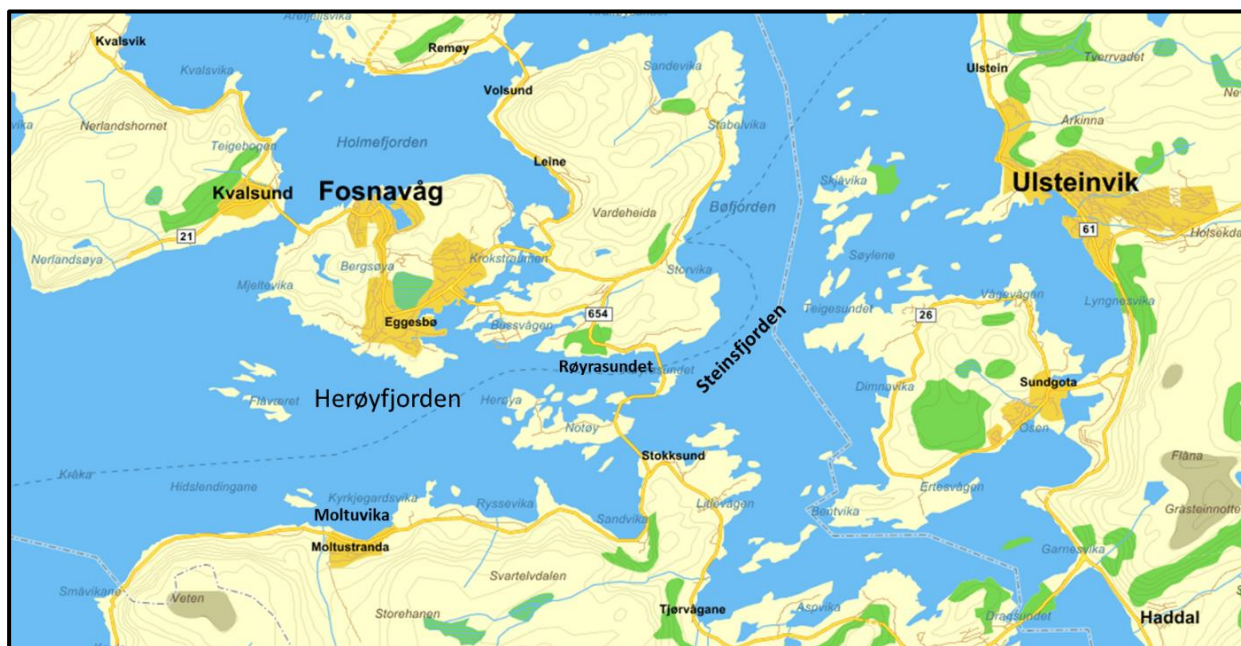 Kvalsvik
Kvalsvika
Remøy
Sandevika
Ulstein
Tverrvadet
Volsund
Nerlandshornet
Holmefjorden
Stabelvika
Årkinna
Teigebogen
Leine
Kvalsund
Fosnavåg
Skjåvika
Ulsteinvik
Vardeheida
Bøfjorden
21
61
Nerlandsøya
Bergsøya
Krokstraumen
Storvika
Søylene
Mjeltevika
Lyngnesvika
Teigesundet
Vågevågen
Eggesbø
Bussvågen
654
26
Røyrasundet
Steinsfjorden
Flåværet
Herøyfjorden
Herøya
Dimnavika
Sundgota
Notøy
Osen
Stokksund
Flåna
Kråka
Hidslendingane
Kyrkjegardsvika
Ryssevika
Litlevågen
Ertesvågen
Moltuvika
Sandvika
Bentvika
Moltustranda
Garnesvika
Svartelvdalen
Småvikane
Veten
Storehanen
Tjørvågane
Aspvika
Dragsundet
Haddal